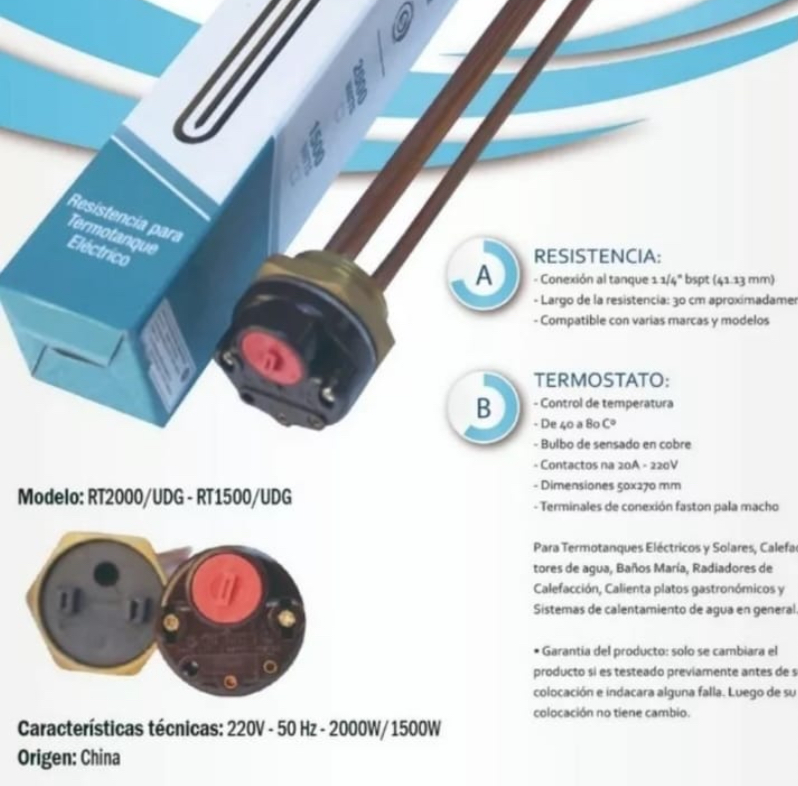 2000
WATTS
1500
WATTS
Resistencia para
Termotanque
Eléctrico
A
RESISTENCIA:
- Conexión al tanque 1 1/4" bspt (41.13 mm)
- Largo de la resistencia: 30 cm aproximadamen
- Compatible con varias marcas y modelos
B
TERMOSTATO:
- Control de temperatura
- De 40 a 80 Cº
- Bulbo de sensado en cobre
- Contactos na 20A - 220V
- Dimensiones 50x270 mm
- Terminales de conexión faston pala macho
Modelo: RT2000/UDG - RT1500/UDG
Para Termotanques Eléctricos y Solares, Calefac
tores de agua, Baños María, Radiadores de
Calefacción, Calienta platos gastronómicos y
Sistemas de calentamiento de agua en general.
• Garantia del producto: solo se cambiara el
producto si es testeado previamente antes de s
colocación e indacara alguna falla. Luego de su
colocación no tiene cambio.
Características técnicas: 220V - 50 Hz - 2000W/1500W
Origen: China